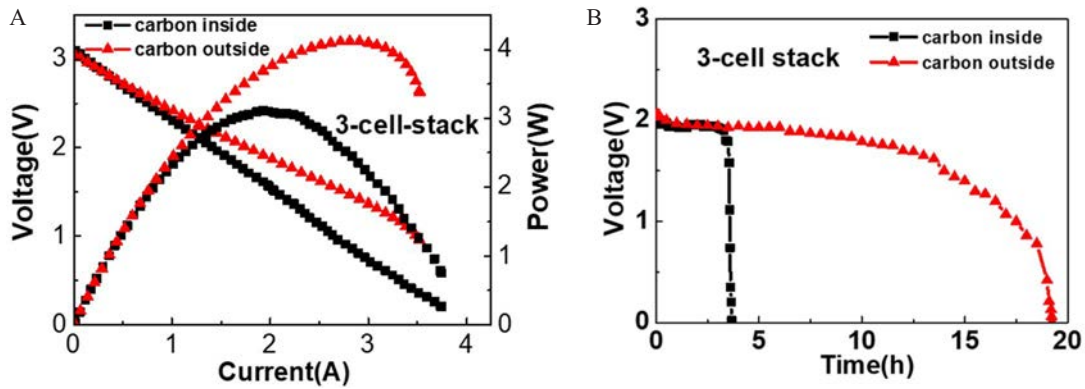 A
carbon inside
carbon outside
3-cell-stack
Voltage(V)
3
2
1
0
Power(W)
4
3
2
1
0
0
1
2
3
4
Current(A)
B
3-cell stack
carbon inside
carbon outside
Voltage(V)
3
2
1
0
0
5
10
15
20
Time(h)